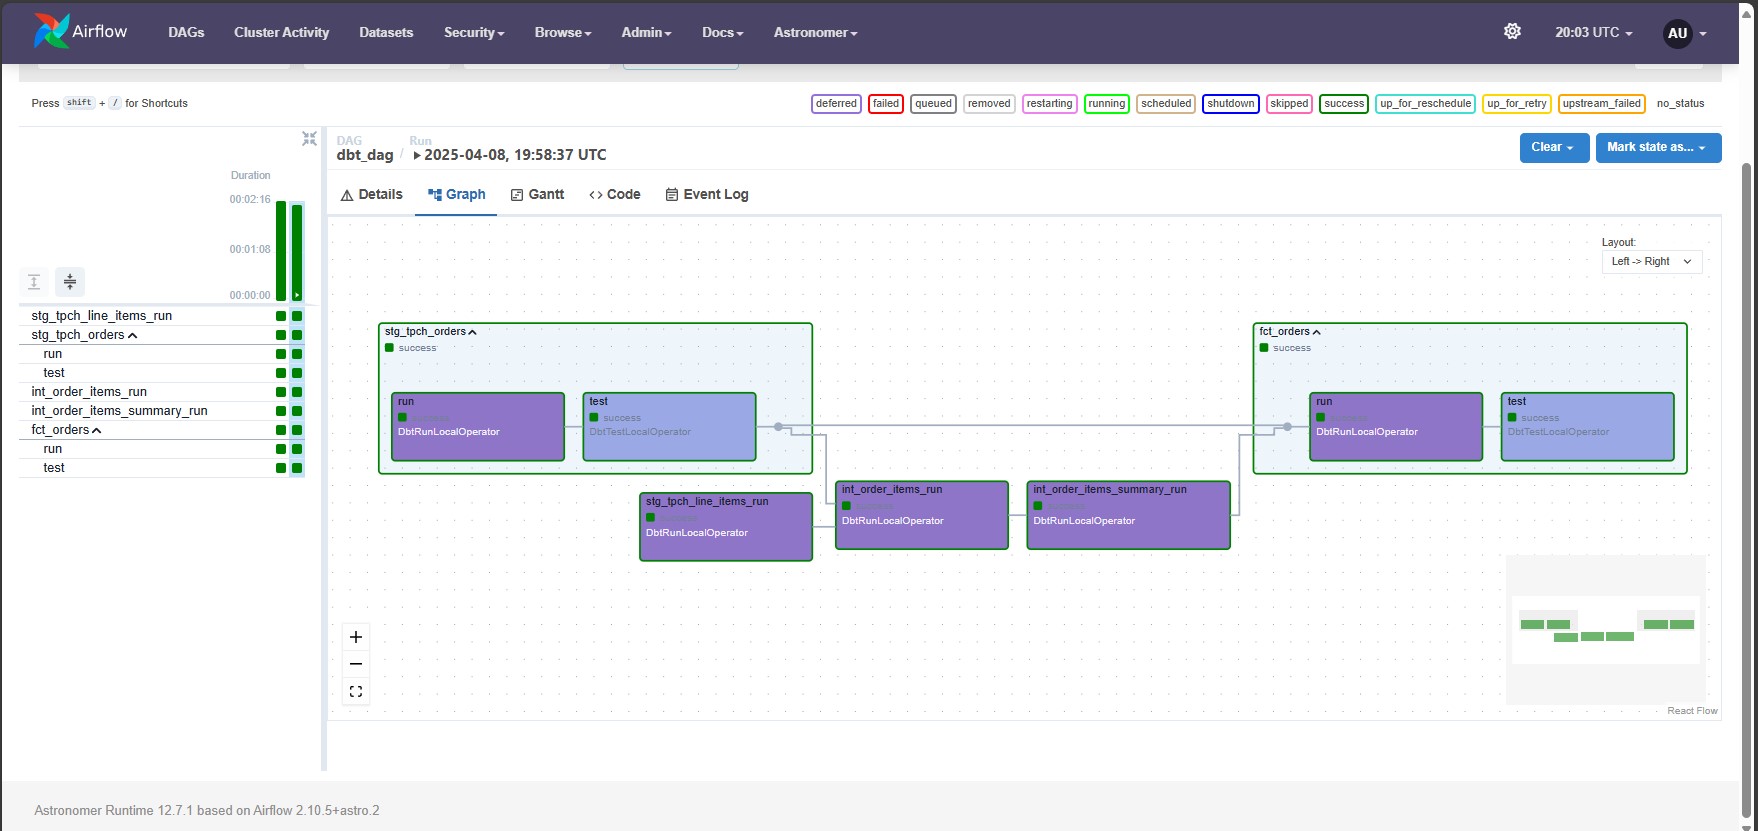 Airflow DAGs Cluster Activity Datasets Security Browse Admin Docs Astronomer 20:03 UTC AU
Press shift + / for Shortcuts
deferred failed queued removed restarting running scheduled shutdown skipped success up_for_reschedule up_for_retry upstream_failed no_status
DAG Run
dbt_dag / 2025-04-08, 19:58:37 UTC
Clear Mark state as...
Details Graph Gantt Code Event Log
Duration
00:02:16
00:01:08
00:00:00
stg_tpch_line_items_run
stg_tpch_orders
run
test
int_order_items_run
int_order_items_summary_run
fct_orders
run
test
Layout:
Left -> Right
stg_tpch_orders
success
run
success
DbtRunLocalOperator
test
success
DbtTestLocalOperator
stg_tpch_line_items_run
success
DbtRunLocalOperator
int_order_items_run
success
DbtRunLocalOperator
int_order_items_summary_run
success
DbtRunLocalOperator
fct_orders
success
run
success
DbtRunLocalOperator
test
success
DbtTestLocalOperator
React Flow
Astronomer Runtime 12.7.1 based on Airflow 2.10.5+astro.2